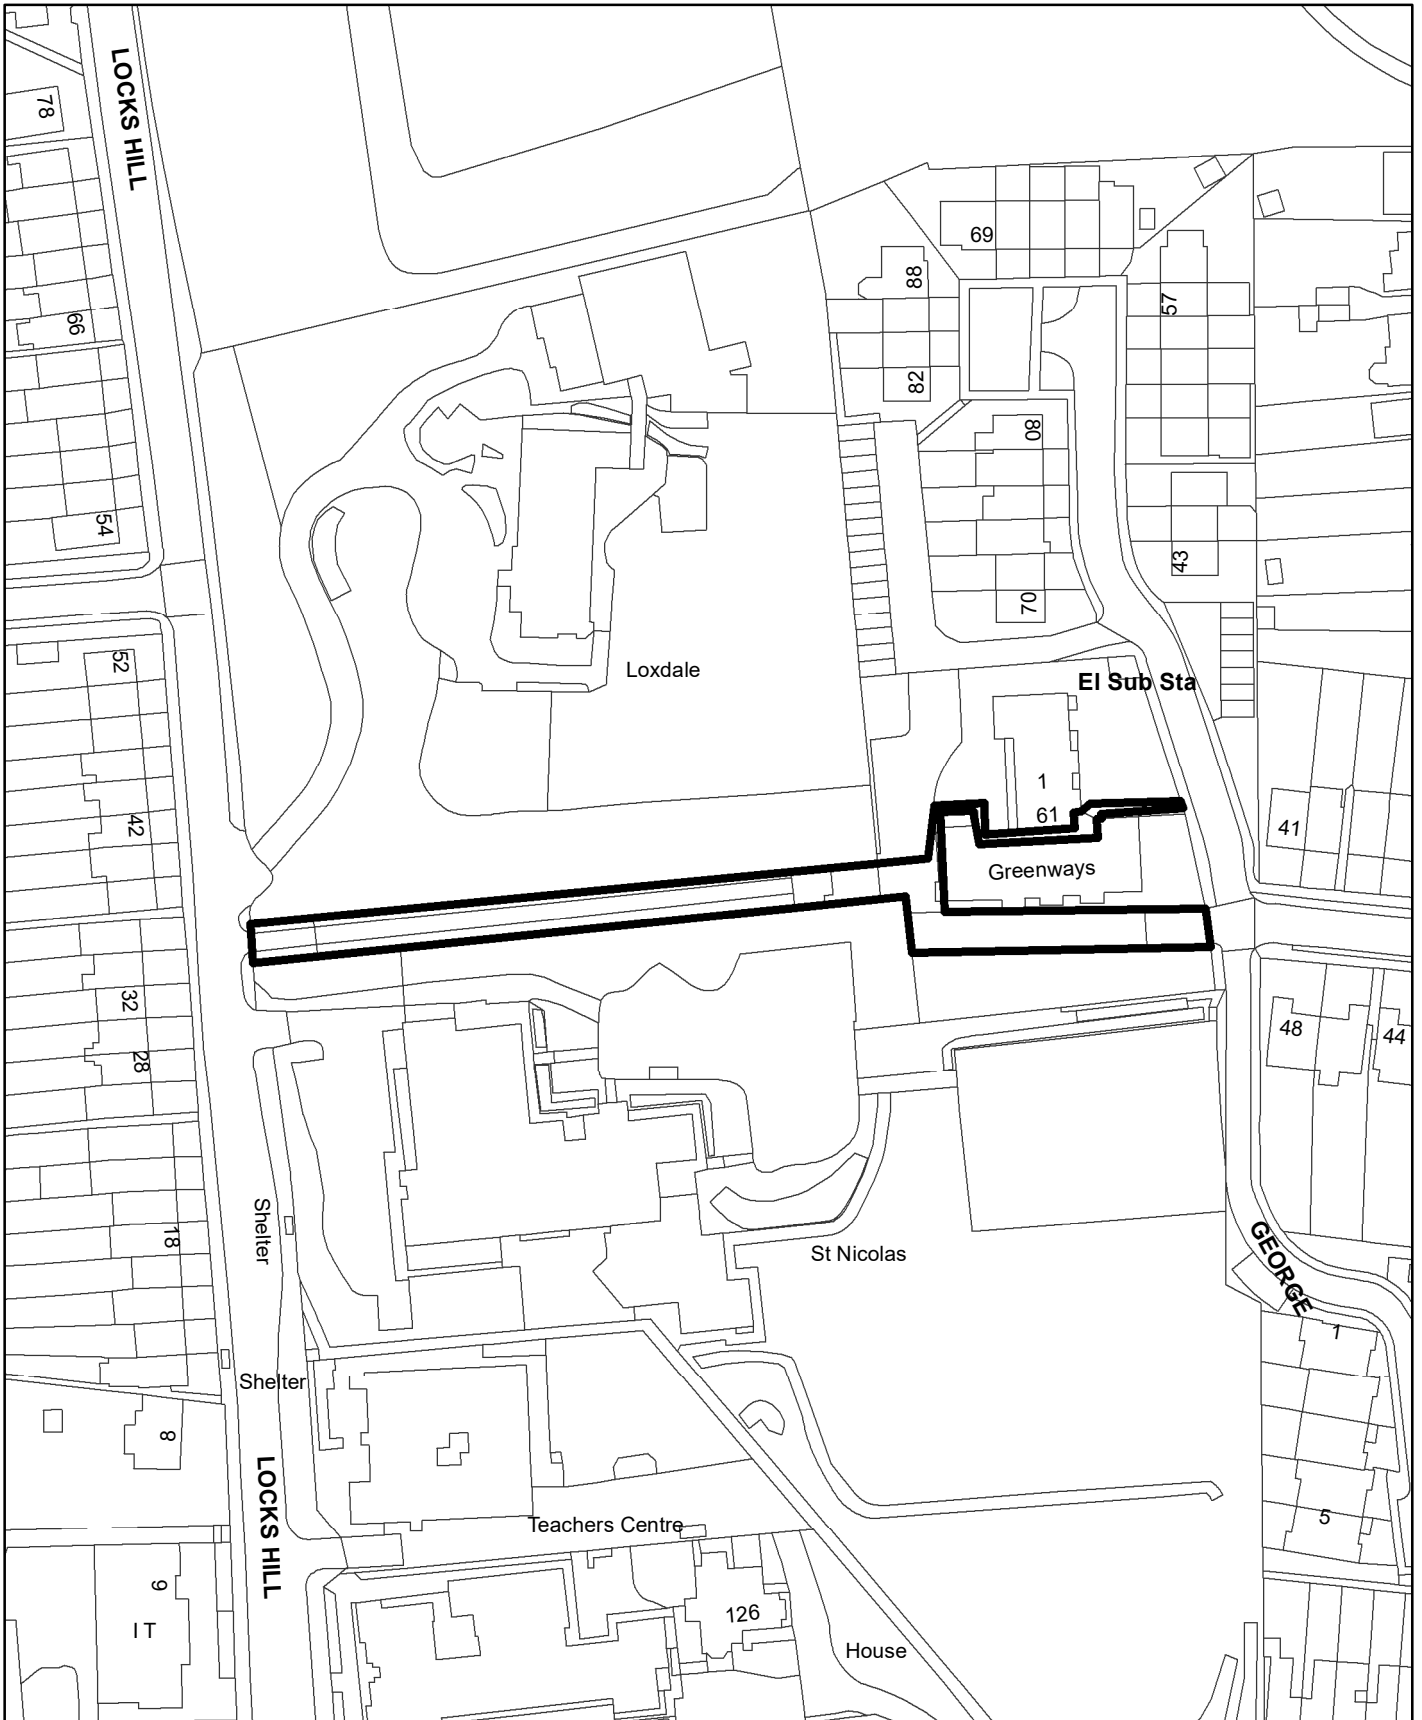 LOCKS HILL
78
69
88
57
66
82
80
54
43
70
52
Loxdale
El Sub Sta
1
61
42
41
Greenways
32
48
44
28
18
Shelter
St Nicolas
GEORGE
1
Shelter
8
LOCKS HILL
5
Teachers Centre
9
126
I T
House